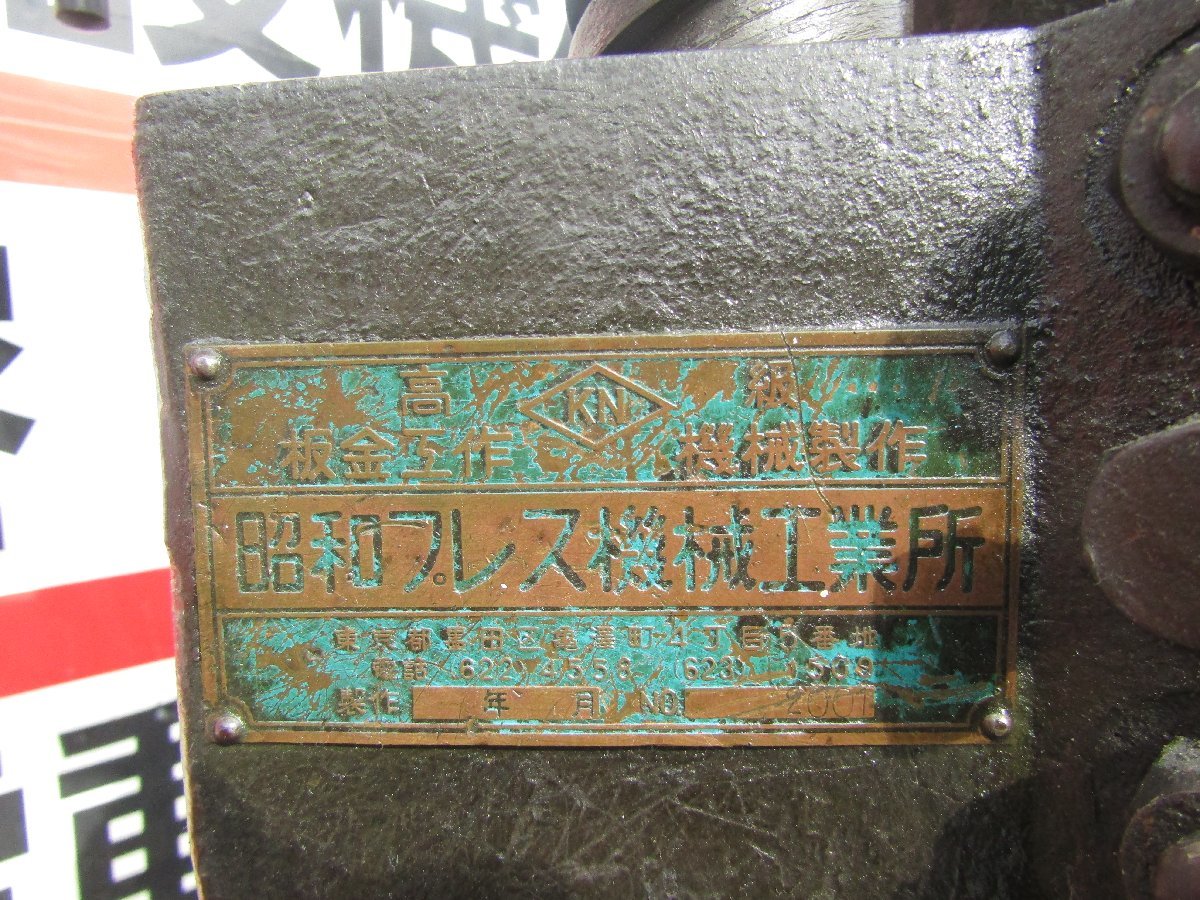 高 KN 級
板金工作 機械製作
昭和プレス機械工業所
東京都墨田区亀沢町4丁目5番地
電話(622)4558 (623)
製作 年 月 NO. 2001